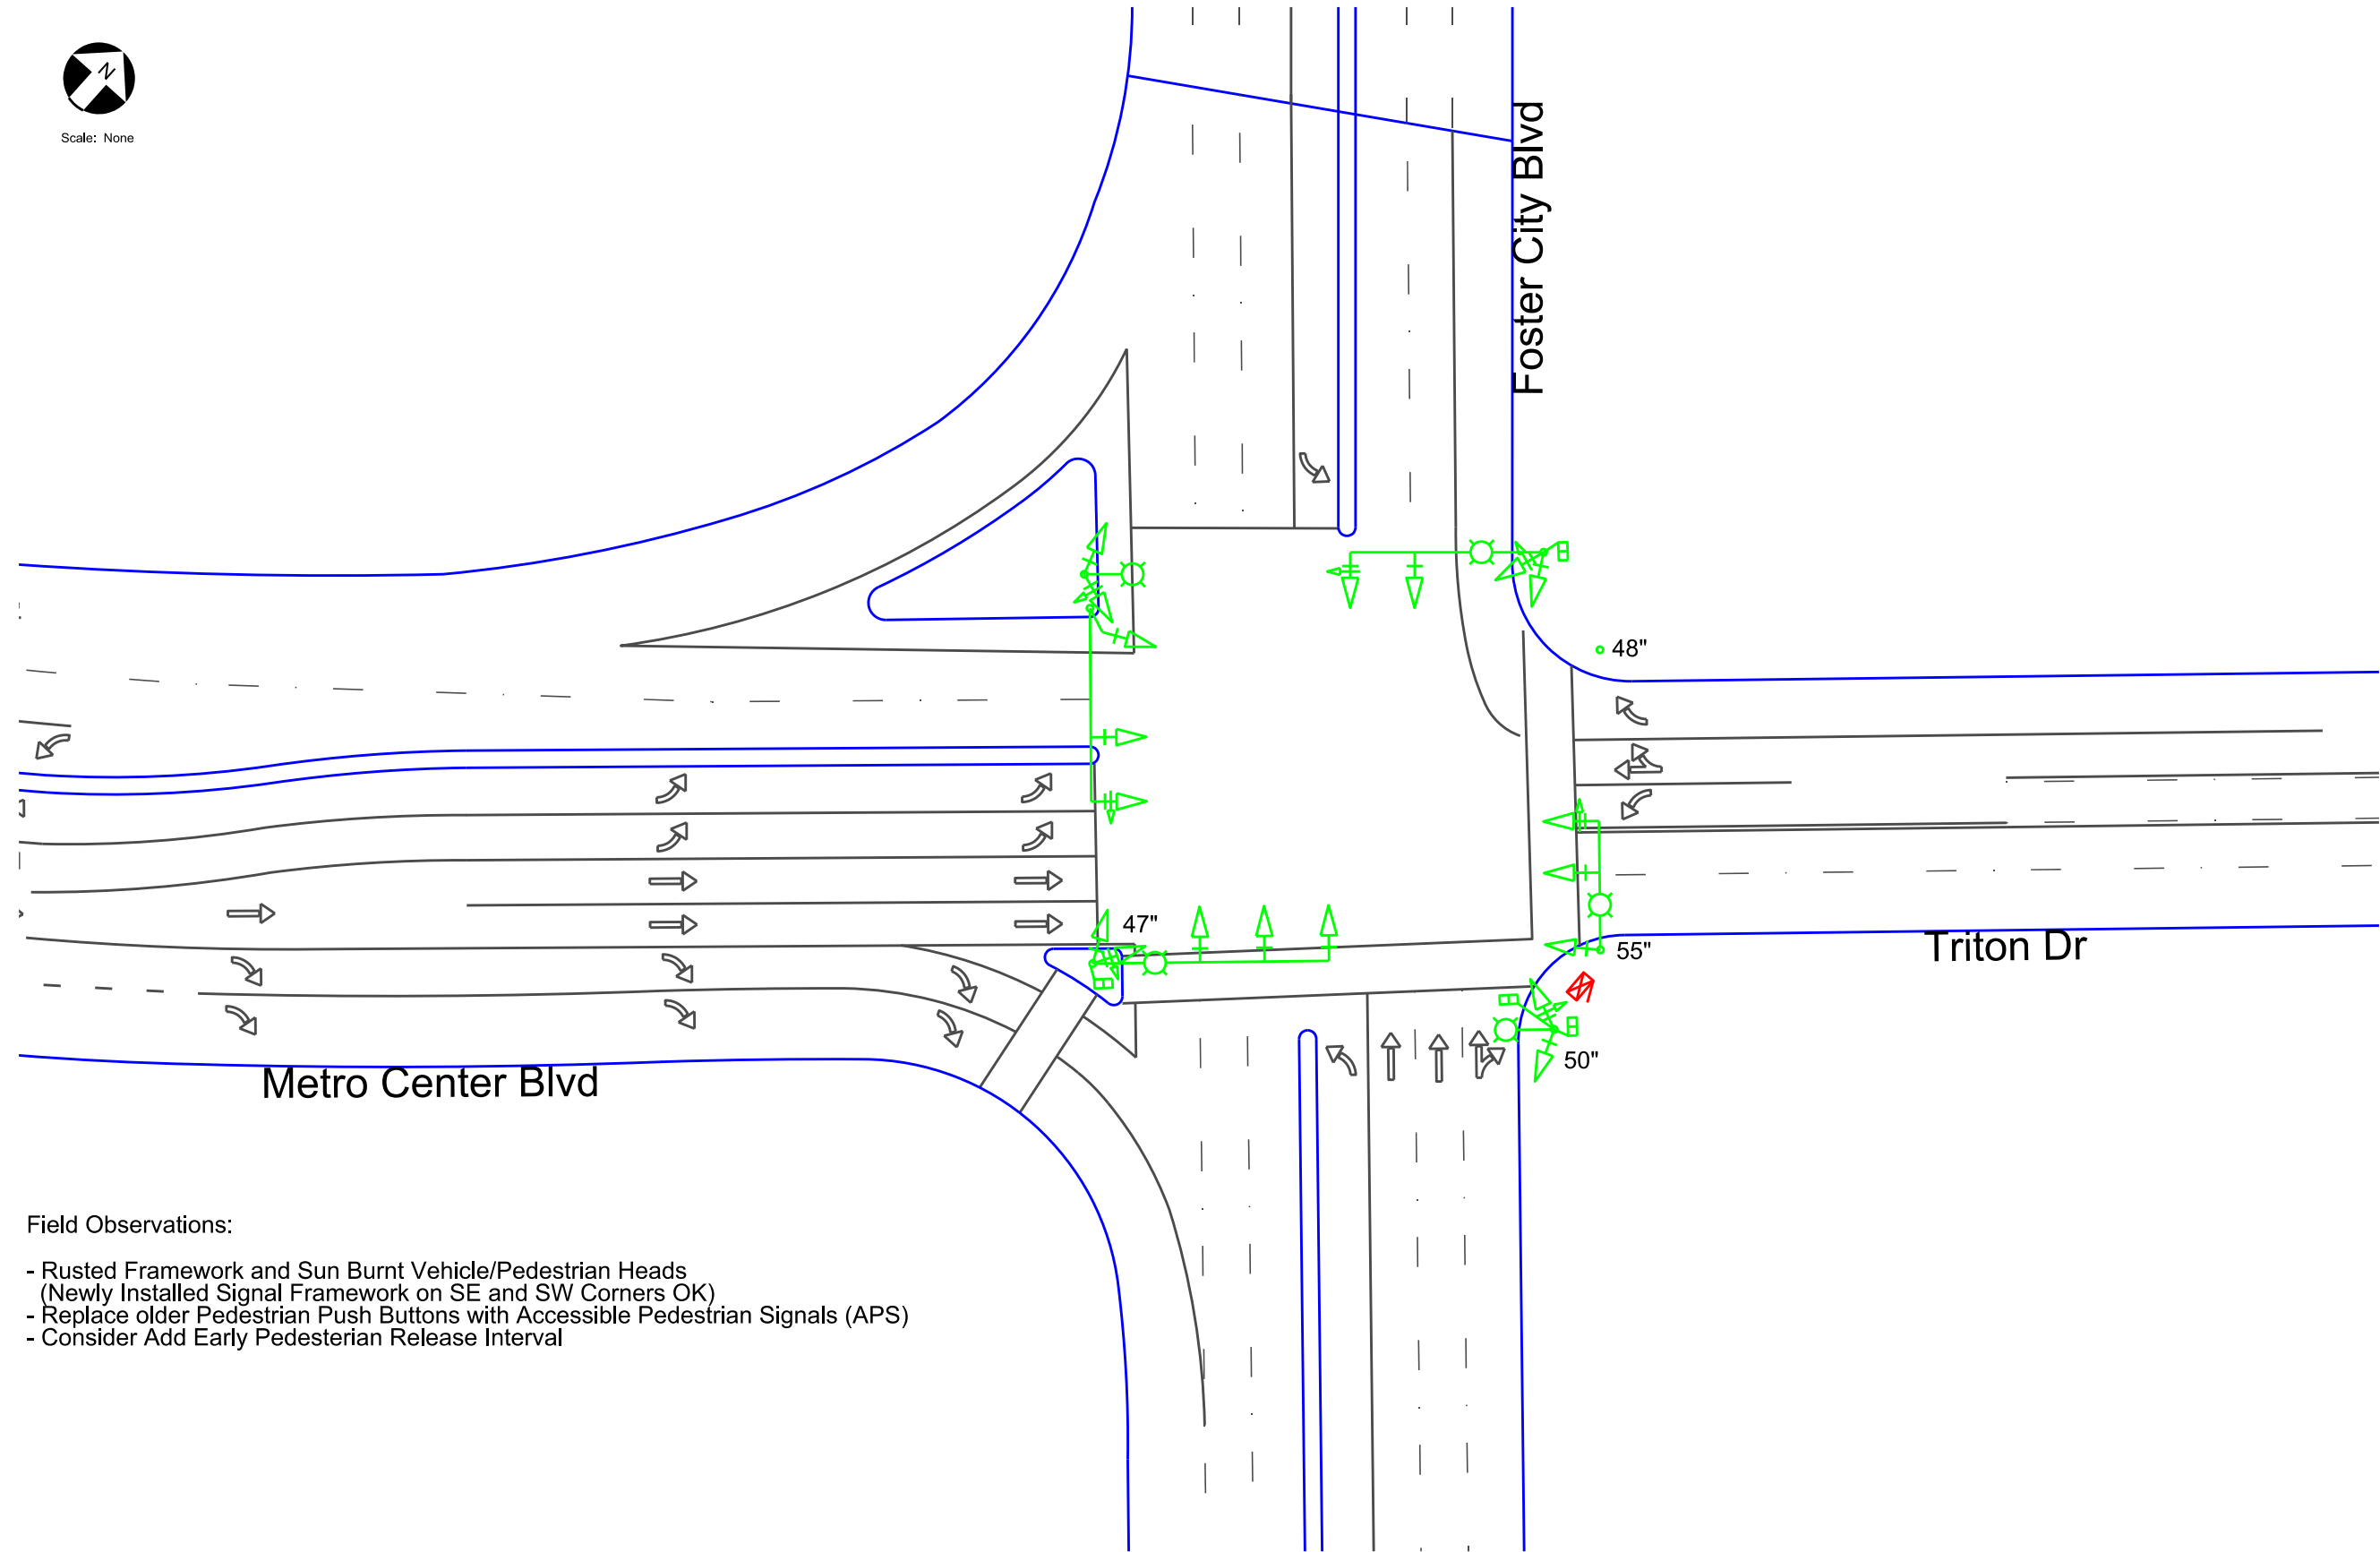 N
Scale: None
Foster City Blvd
48"
47"
55"
Triton Dr
50"
Metro Center Blvd
Field Observations:
- Rusted Framework and Sun Burnt Vehicle/Pedestrian Heads
(Newly Installed Signal Framework on SE and SW Corners OK)
- Replace older Pedestrian Push Buttons with Accessible Pedestrian Signals (APS)
- Consider Add Early Pedesterian Release Interval